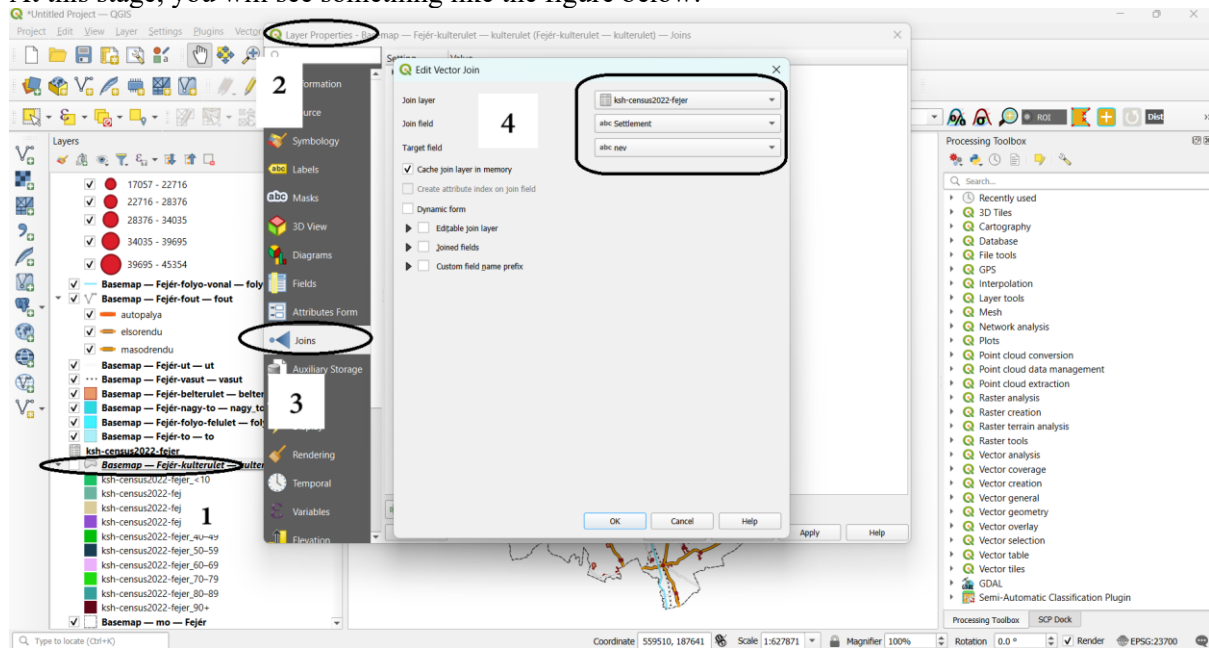 At this stage, you will see something like the figure below.
*Untitled Project — QGIS
Project Edit View Layer Settings Plugins Vector
Layer Properties - Basemap — Fejér-kulterulet — kulterulet (Fejér-kulterulet — kulterulet) — Joins
Setting Value
2
Information
Source
Symbology
Labels
Masks
3D View
Diagrams
Fields
Attributes Form
Joins
Auxiliary Storage
3
Rendering
Temporal
Variables
Elevation
Edit Vector Join
Join layer
ksh-census2022-fejer
Join field
4
abc Settlement
Target field
abc nev
Cache join layer in memory
Create attribute index on join field
Dynamic form
Editable join layer
Joined fields
Custom field name prefix
OK Cancel Help
Apply Help
Layers
17057 - 22716
22716 - 28376
28376 - 34035
34035 - 39695
39695 - 45354
Basemap — Fejér-folyo-vonal — foly
Basemap — Fejér-fout — fout
autopalya
elsorendu
masodrendu
Basemap — Fejér-ut — ut
Basemap — Fejér-vasut — vasut
Basemap — Fejér-belterulet — belter
Basemap — Fejér-nagy-to — nagy_to
Basemap — Fejér-folyo-felulet — foly
Basemap — Fejér-to — to
ksh-census2022-fejer
Basemap — Fejér-kulterulet — kulter
ksh-census2022-fejer_<10
ksh-census2022-fej
ksh-census2022-fej
ksh-census2022-fej
1
ksh-census2022-fejer_40–49
ksh-census2022-fejer_50–59
ksh-census2022-fejer_60–69
ksh-census2022-fejer_70–79
ksh-census2022-fejer_80–89
ksh-census2022-fejer_90+
Basemap — mo — Fejér
ROI
Dist
Processing Toolbox
Search...
Recently used
3D Tiles
Cartography
Database
File tools
GPS
Interpolation
Layer tools
Mesh
Network analysis
Plots
Point cloud conversion
Point cloud data management
Point cloud extraction
Raster analysis
Raster creation
Raster terrain analysis
Raster tools
Vector analysis
Vector coverage
Vector creation
Vector general
Vector geometry
Vector overlay
Vector selection
Vector table
Vector tiles
GDAL
Semi-Automatic Classification Plugin
Processing Toolbox SCP Dock
Type to locate (Ctrl+K)
Coordinate 559510, 187641 Scale 1:627871 Magnifier 100% Rotation 0.0 ° Render EPSG:23700